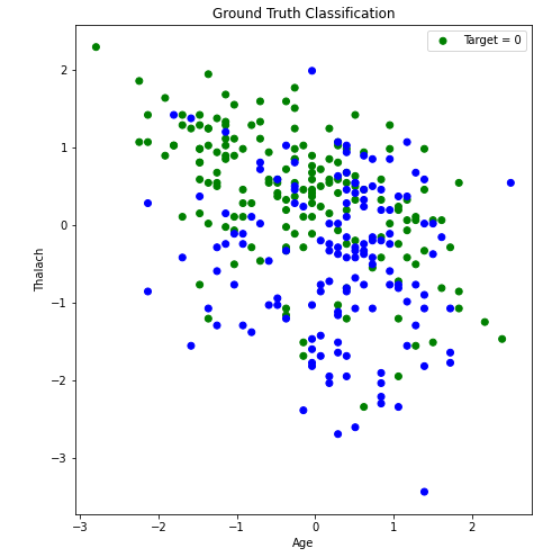 Ground Truth Classification
Target = 0
2
1
0
−1
−2
−3
Thalach
−3 −2 −1 0 1 2
Age